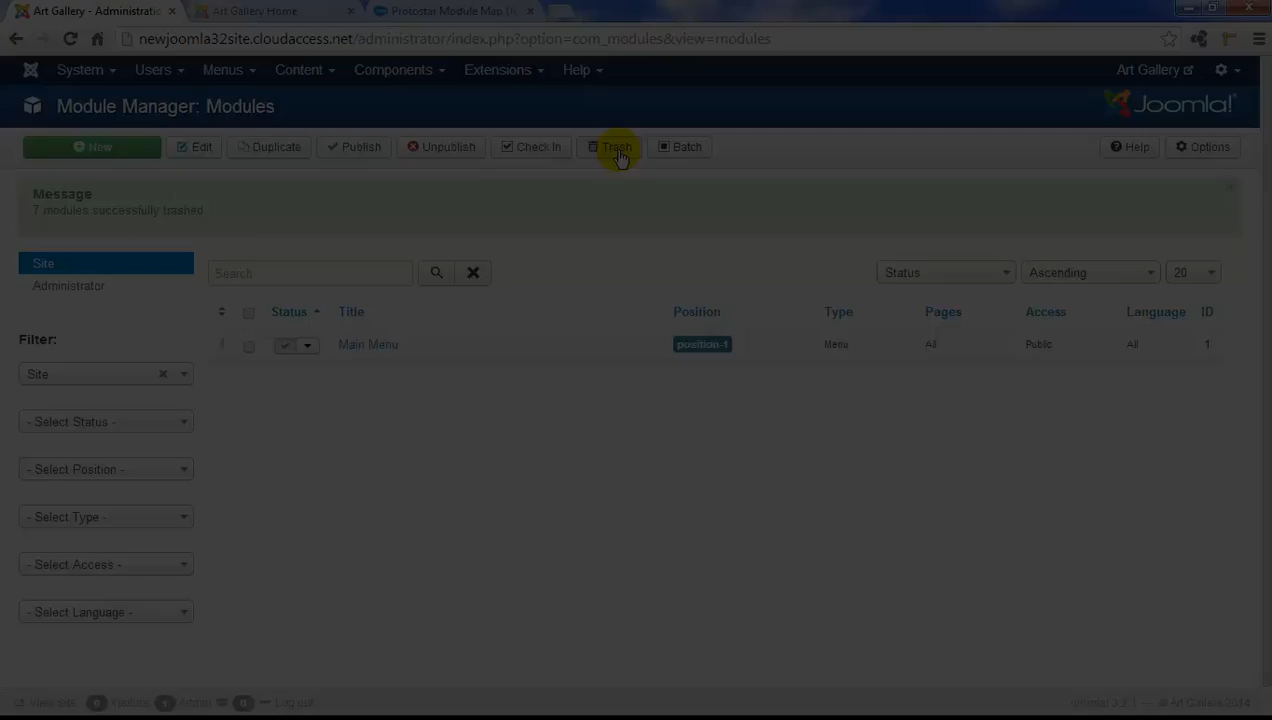 Art Gallery - Administratio
Art Gallery Home
Protostar Module Map
newjoomla32site.cloudaccess.net/administrator/index.php?option=com_modules&view=modules
System Users Menus Content Components Extensions Help Art Gallery
Module Manager: Modules Joomla!
New Edit Duplicate Publish Unpublish Check In Trash Batch Help Options
Message
7 modules successfully trashed.
Site
Administrator
Search
Status Ascending 20
Status Title Position Type Pages Access Language ID
Main Menu position-1 Menu All Public All 1
Filter:
Site
- Select Status -
- Select Position -
- Select Type -
- Select Access -
- Select Language -
View Site 0 Visitors 1 Admin 0 Log out
Art Gallery 2014